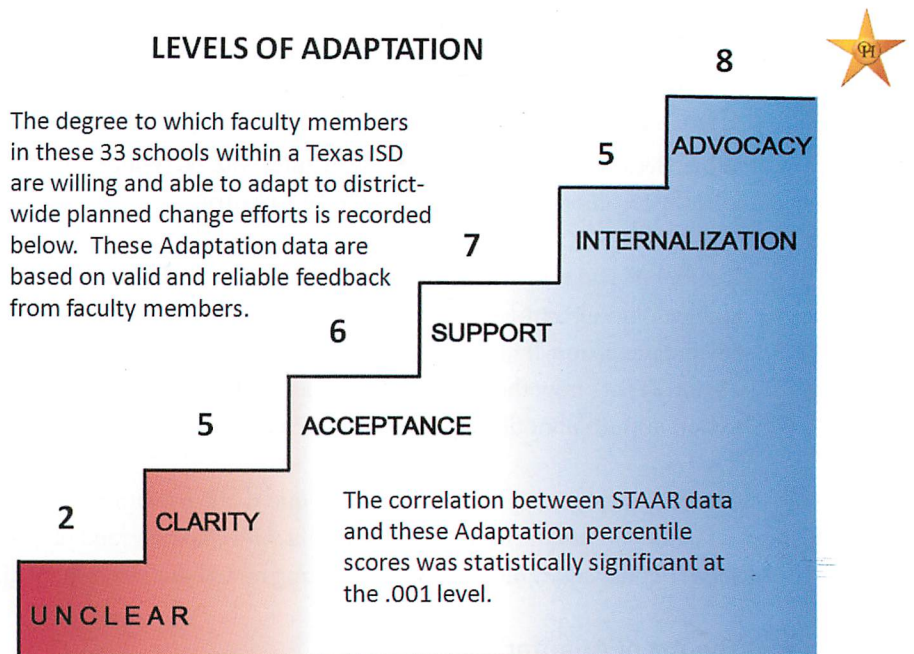 LEVELS OF ADAPTATION
OH
8
The degree to which faculty members
in these 33 schools within a Texas ISD
are willing and able to adapt to district-
wide planned change efforts is recorded
below.  These Adaptation data are
based on valid and reliable feedback
from faculty members.
5
ADVOCACY
7
INTERNALIZATION
6
SUPPORT
5
ACCEPTANCE
2
CLARITY
The correlation between STAAR data
and these Adaptation  percentile
scores was statistically significant at
the .001 level.
UNCLEAR